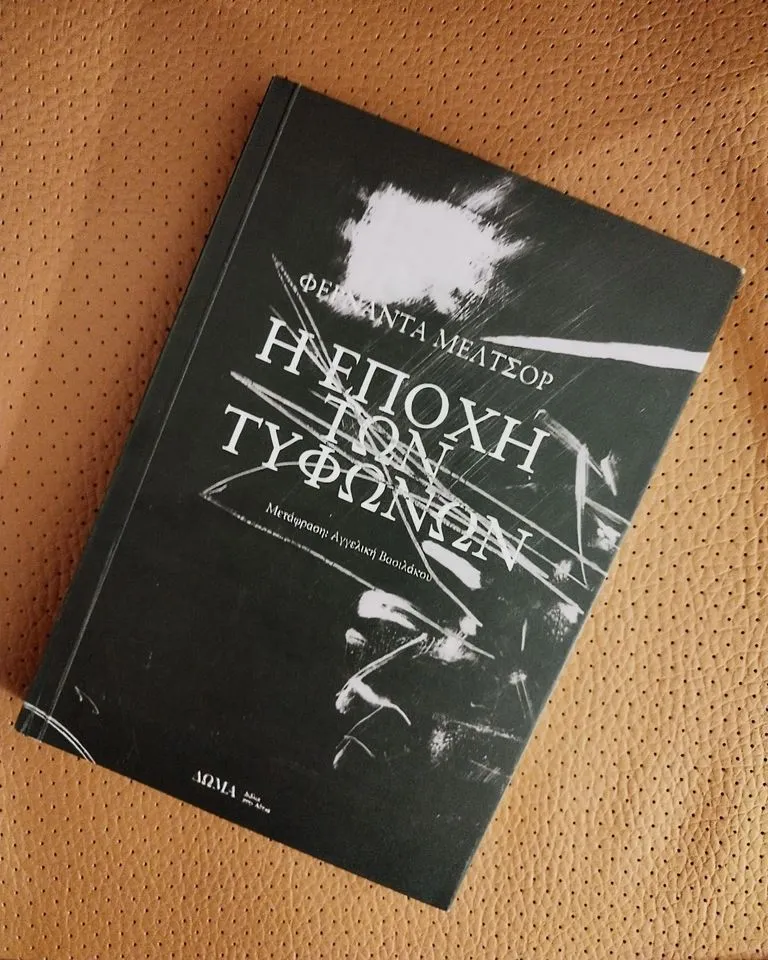 ΦΕΡΝΑΝΤΑ ΜΕΛΤΣΟΡ
Η ΕΠΟΧΗ
ΤΩΝ
ΤΥΦΩΝΩΝ
Μετάφραση: Αγγελική Βασιλάκου
ΔΩΜΑ